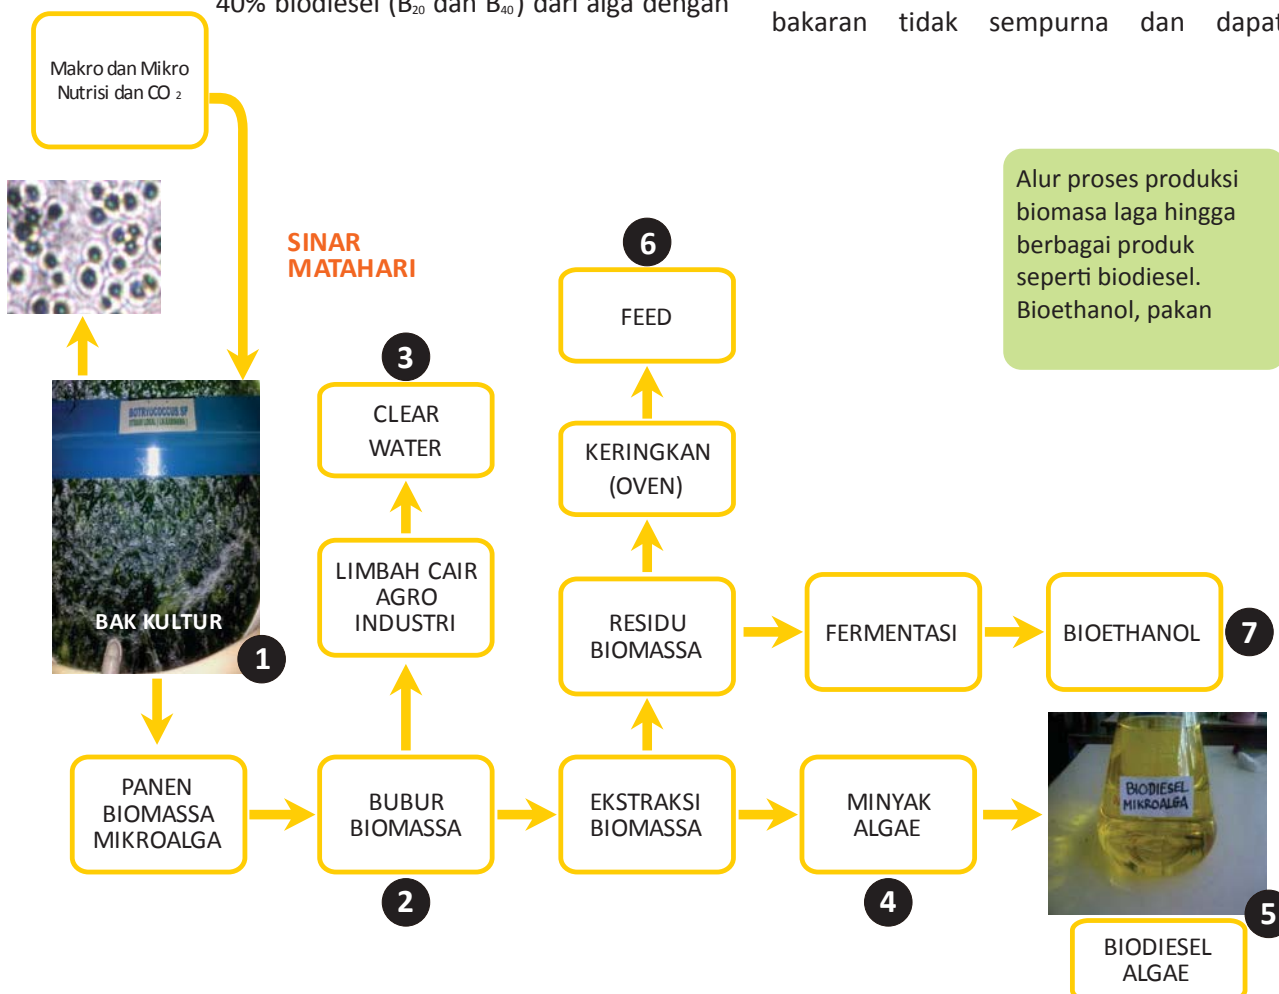 40% biodiesel (B₂₀ dan B₄₀) dari alga dengan
bakaran tidak sempurna dan dapat
Makro dan Mikro
Nutrisi dan CO ₂
Alur proses produksi
biomasa laga hingga
berbagai produk
seperti biodiesel.
Bioethanol, pakan
SINAR
MATAHARI
6
FEED
3
CLEAR
WATER
KERINGKAN
(OVEN)
BOTRYOCOCCUS.SP
LIMBAH CAIR
AGRO
INDUSTRI
BAK KULTUR
1
RESIDU
BIOMASSA
FERMENTASI
BIOETHANOL
7
PANEN
BIOMASSA
MIKROALGA
BUBUR
BIOMASSA
2
EKSTRAKSI
BIOMASSA
MINYAK
ALGAE
4
BIODIESEL
MIKROALGA
5
BIODIESEL
ALGAE